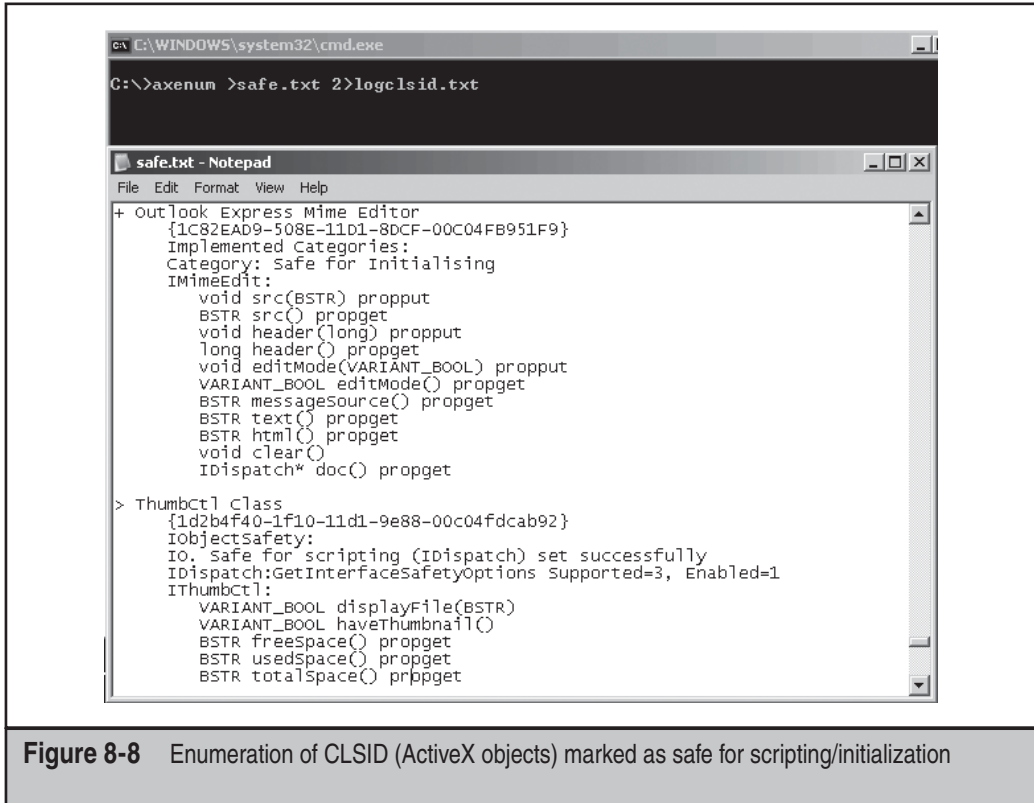 C:\WINDOWS\system32\cmd.exe
C:\>axenum >safe.txt 2>logclsid.txt
safe.txt - Notepad
File Edit Format View Help
+ Outlook Express Mime Editor
{1C82EAD9-508E-11D1-8DCF-00C04FB951F9}
Implemented Categories:
Category: Safe for Initialising
IMimeEdit:
void src(BSTR) propput
BSTR src() propget
void header(long) propput
long header() propget
void editMode(VARIANT_BOOL) propput
VARIANT_BOOL editMode() propget
BSTR messageSource() propget
BSTR text() propget
BSTR html() propget
void clear()
IDispatch* doc() propget
> ThumbCtl Class
{1d2b4f40-1f10-11d1-9e88-00c04fdcab92}
IObjectSafety:
IO. Safe for scripting (IDispatch) set successfully
IDispatch:GetInterfaceSafetyOptions Supported=3, Enabled=1
IThumbCtl:
VARIANT_BOOL displayFile(BSTR)
VARIANT_BOOL haveThumbnail()
BSTR freeSpace() propget
BSTR usedSpace() propget
BSTR totalSpace() propget
Figure 8-8 Enumeration of CLSID (ActiveX objects) marked as safe for scripting/initialization